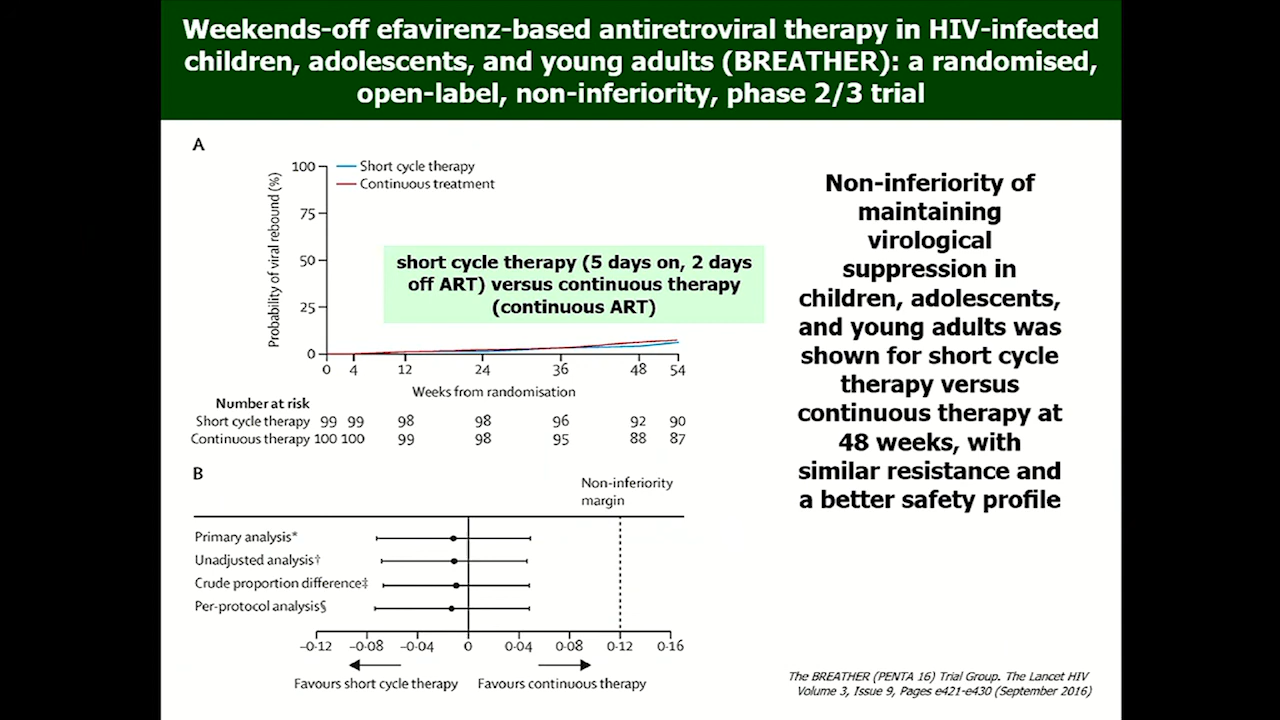 Weekends-off efavirenz-based antiretroviral therapy in HIV-infected
children, adolescents, and young adults (BREATHER): a randomised,
open-label, non-inferiority, phase 2/3 trial
A
100
75
50
25
0
Probability of viral rebound (%)
Short cycle therapy
Continuous treatment
short cycle therapy (5 days on, 2 days
off ART) versus continuous therapy
(continuous ART)
0 4 12 24 36 48 54
Weeks from randomisation
Number at risk
Short cycle therapy 99 99 98 98 96 92 90
Continuous therapy 100 100 99 98 95 88 87
B
Non-inferiority
margin
Primary analysis*
Unadjusted analysis†
Crude proportion difference‡
Per-protocol analysis§
–0·12 –0·08 –0·04 0 0·04 0·08 0·12 0·16
Favours short cycle therapy Favours continuous therapy
Non-inferiority of
maintaining
virological
suppression in
children, adolescents,
and young adults was
shown for short cycle
therapy versus
continuous therapy at
48 weeks, with
similar resistance and
a better safety profile
The BREATHER (PENTA 16) Trial Group. The Lancet HIV
Volume 3, Issue 9, Pages e421-e430 (September 2016)